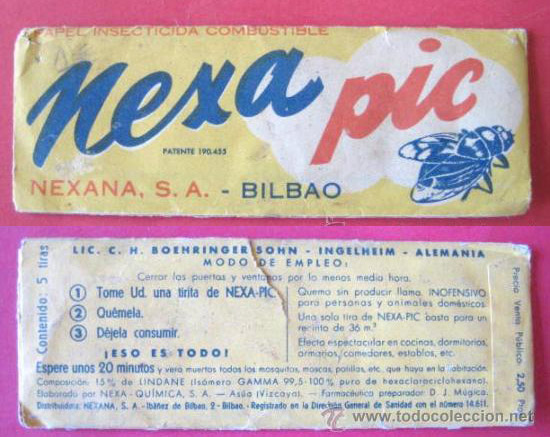 PAPEL INSECTICIDA COMBUSTIBLE
Nexa pic
PATENTE 190.455
NEXANA, S. A. - BILBAO
LIC. C. H. BOEHRINGER SOHN - INGELHEIM - ALEMANIA
MODO DE EMPLEO:
Cerrar las puertas y ventanas por lo menos media hora.
1 Tome Ud. una tirita de NEXA-PIC.
2 Quémela.
3 Déjela consumir.
¡ESO ES TODO!
Quema sin producir llama. INOFENSIVO
para personas y animales domésticos.
Una sola tira de NEXA-PIC basta para un
recinto de 36 m.³
Efecto espectacular en cocinas, dormitorios,
armarios, comedores, establos, etc.
Espere unos 20 minutos y verá muertos todos los mosquitos, moscas, polillas, etc. que haya en la habitación.
Composición: 15 % de LINDANE (Isómero GAMMA 99,5-100 % puro de hexaclorociclohexano).
Elaborado por NEXA - QUÍMICA, S. A. - Asúa (Vizcaya). - Farmacéutico preparador: D. J. Múgica.
Distribuidora: NEXANA, S. A. - Ibáñez de Bilbao, 2 - Bilbao. - Registrado en la Dirección General de Sanidad con el número 14.611.
Contenido: 5 tiras
Precio Venta Público: 2,50
todocoleccion.net